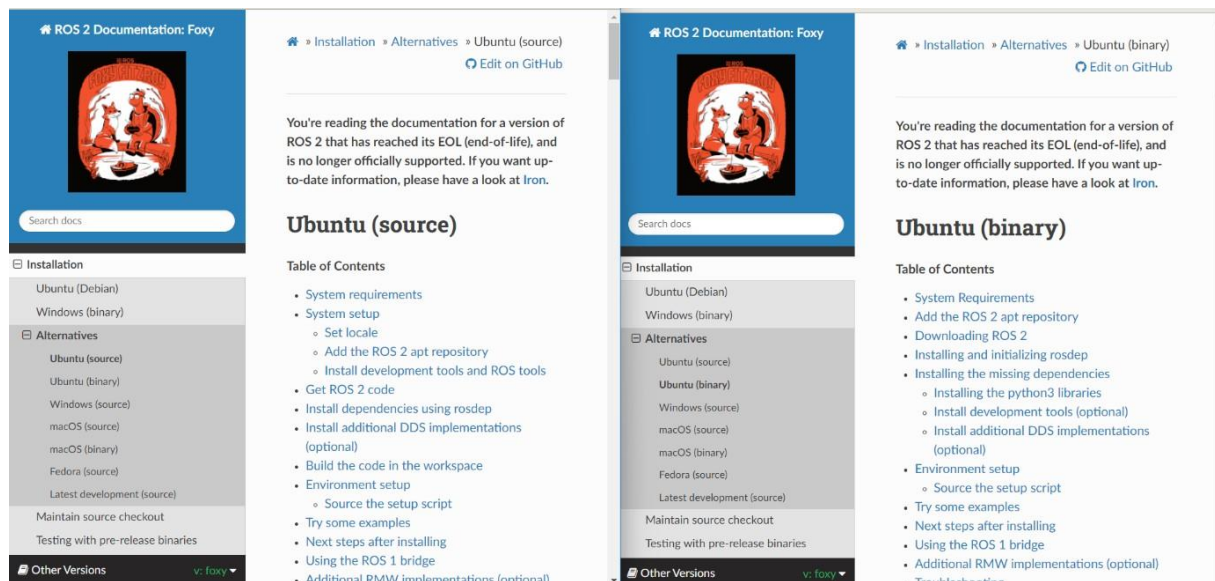 ROS 2 Documentation: Foxy
Search docs
Installation
Ubuntu (Debian)
Windows (binary)
Alternatives
Ubuntu (source)
Ubuntu (binary)
Windows (source)
macOS (source)
macOS (binary)
Fedora (source)
Latest development (source)
Maintain source checkout
Testing with pre-release binaries
Other Versions v: foxy
» Installation » Alternatives » Ubuntu (source)
Edit on GitHub
You're reading the documentation for a version of
ROS 2 that has reached its EOL (end-of-life), and
is no longer officially supported. If you want up-
to-date information, please have a look at Iron.
Ubuntu (source)
Table of Contents
System requirements
System setup
Set locale
Add the ROS 2 apt repository
Install development tools and ROS tools
Get ROS 2 code
Install dependencies using rosdep
Install additional DDS implementations
(optional)
Build the code in the workspace
Environment setup
Source the setup script
Try some examples
Next steps after installing
Using the ROS 1 bridge
Additional RMW implementations (optional)
ROS 2 Documentation: Foxy
Search docs
Installation
Ubuntu (Debian)
Windows (binary)
Alternatives
Ubuntu (source)
Ubuntu (binary)
Windows (source)
macOS (source)
macOS (binary)
Fedora (source)
Latest development (source)
Maintain source checkout
Testing with pre-release binaries
Other Versions v: foxy
» Installation » Alternatives » Ubuntu (binary)
Edit on GitHub
You're reading the documentation for a version of
ROS 2 that has reached its EOL (end-of-life), and
is no longer officially supported. If you want up-
to-date information, please have a look at Iron.
Ubuntu (binary)
Table of Contents
System Requirements
Add the ROS 2 apt repository
Downloading ROS 2
Installing and initializing rosdep
Installing the missing dependencies
Installing the python3 libraries
Install development tools (optional)
Install additional DDS implementations
(optional)
Environment setup
Source the setup script
Try some examples
Next steps after installing
Using the ROS 1 bridge
Additional RMW implementations (optional)